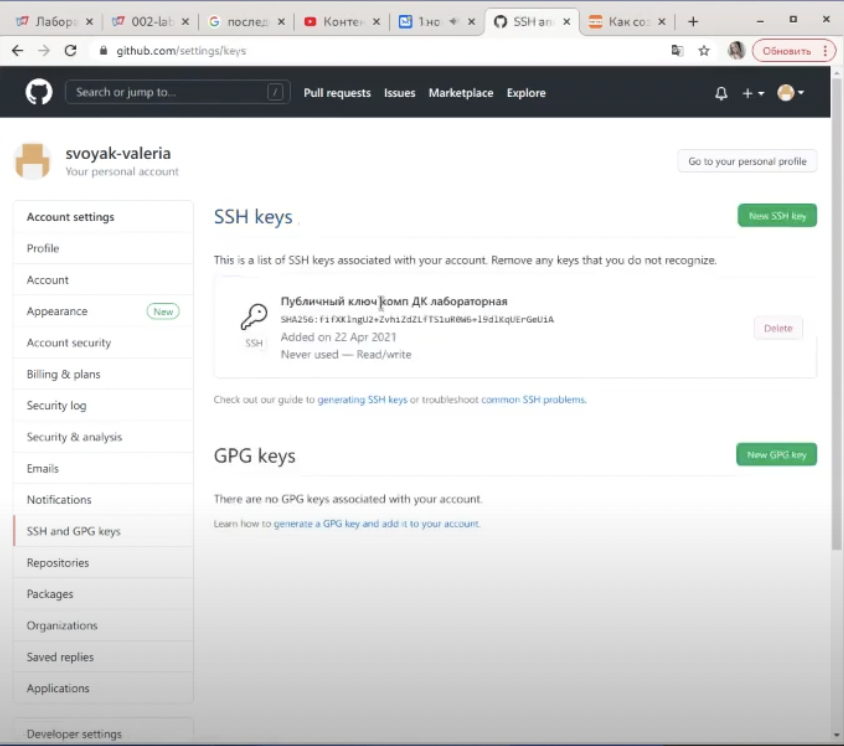 Лабора
002-lab
послед
Контен
1 но
SSH an
Как со
github.com/settings/keys
Обновить
Search or jump to...
/
Pull requests
Issues
Marketplace
Explore
svoyak-valeria
Your personal account
Go to your personal profile
Account settings
Profile
Account
Appearance
New
Account security
Billing & plans
Security log
Security & analysis
Emails
Notifications
SSH and GPG keys
Repositories
Packages
Organizations
Saved replies
Applications
Developer settings
SSH keys
New SSH key
This is a list of SSH keys associated with your account. Remove any keys that you do not recognize.
Публичный ключ комп ДК лабораторная
SSH
Added on 22 Apr 2021
Never used — Read/write
Delete
Check out our guide to generating SSH keys or troubleshoot common SSH problems.
GPG keys
New GPG key
There are no GPG keys associated with your account.
Learn how to generate a GPG key and add it to your account.